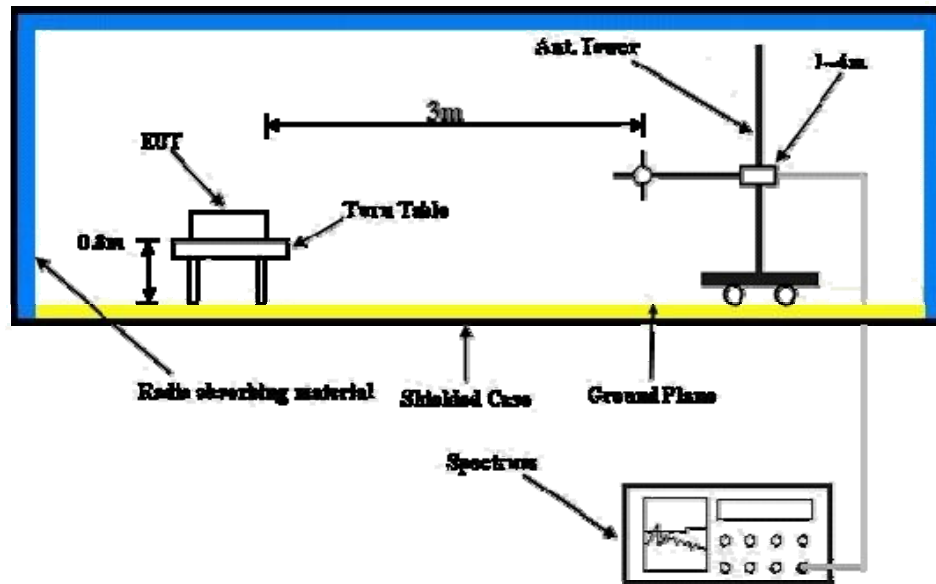 Ant. Tower
1-4m
3m
EUT
Turn Table
0.8m
Radio absorbing material
Shielded Case
Ground Plane
Spectrum